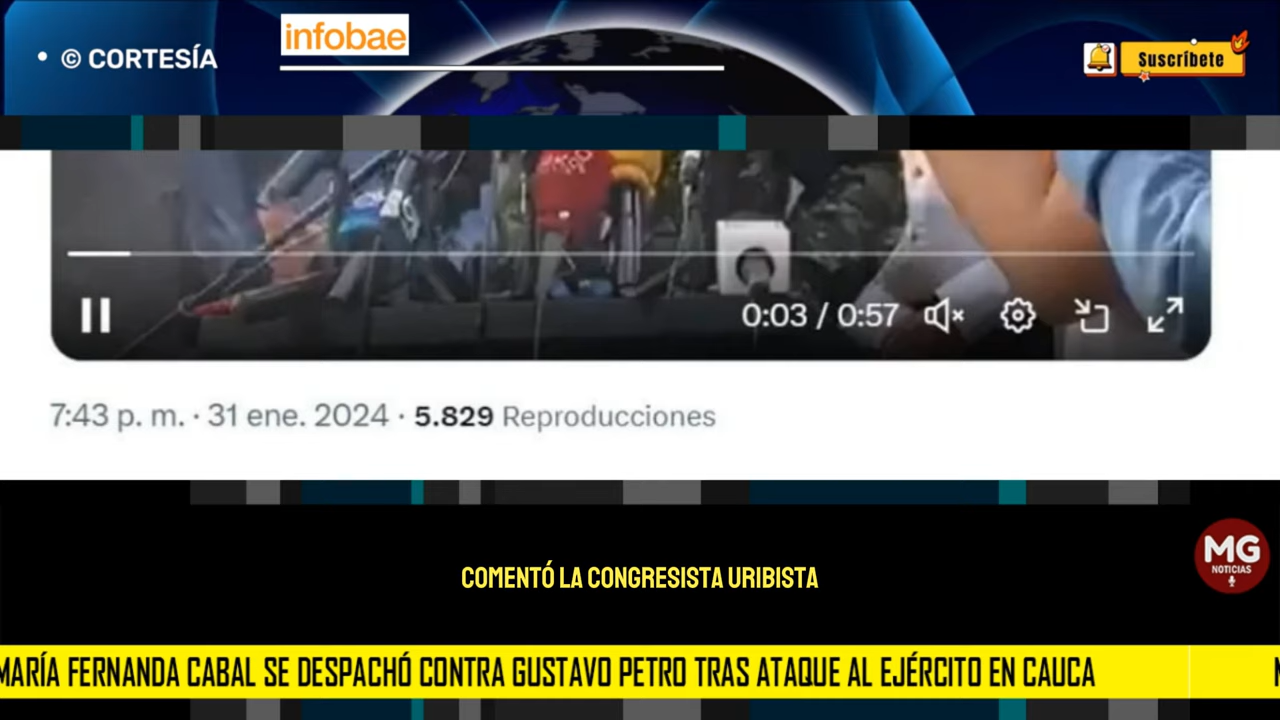 • © CORTESÍA
infobae
Suscríbete
0:03 / 0:57
7:43 p. m. · 31 ene. 2024 · 5.829 Reproducciones
COMENTÓ LA CONGRESISTA URIBISTA
MG
NOTICIAS
MARÍA FERNANDA CABAL SE DESPACHÓ CONTRA GUSTAVO PETRO TRAS ATAQUE AL EJÉRCITO EN CAUCA